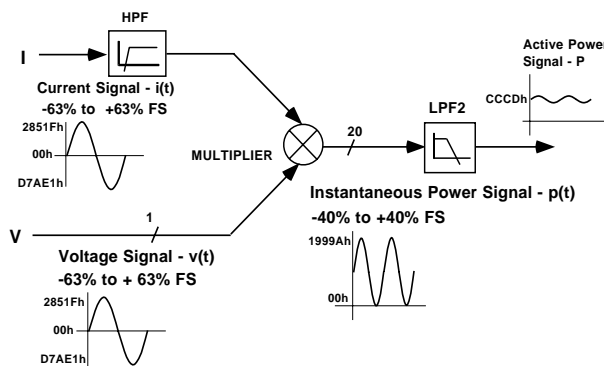 HPF
I
Current Signal - i(t)
-63% to +63% FS
2851Fh
00h
D7AE1h
MULTIPLIER
20
LPF2
Active Power
Signal - P
CCCDh
Instantaneous Power Signal - p(t)
-40% to +40% FS
1999Ah
00h
V
1
Voltage Signal - v(t)
-63% to + 63% FS
2851Fh
00h
D7AE1h